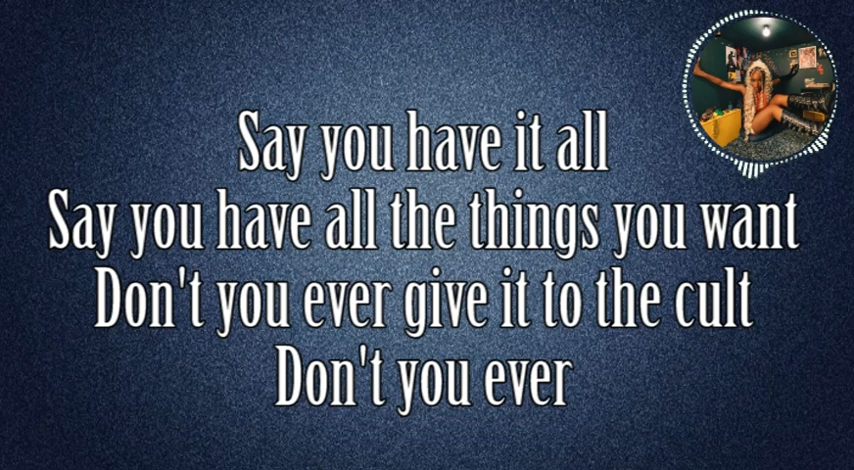 Say you have it all
Say you have all the things you want
Don't you ever give it to the cult
Don't you ever